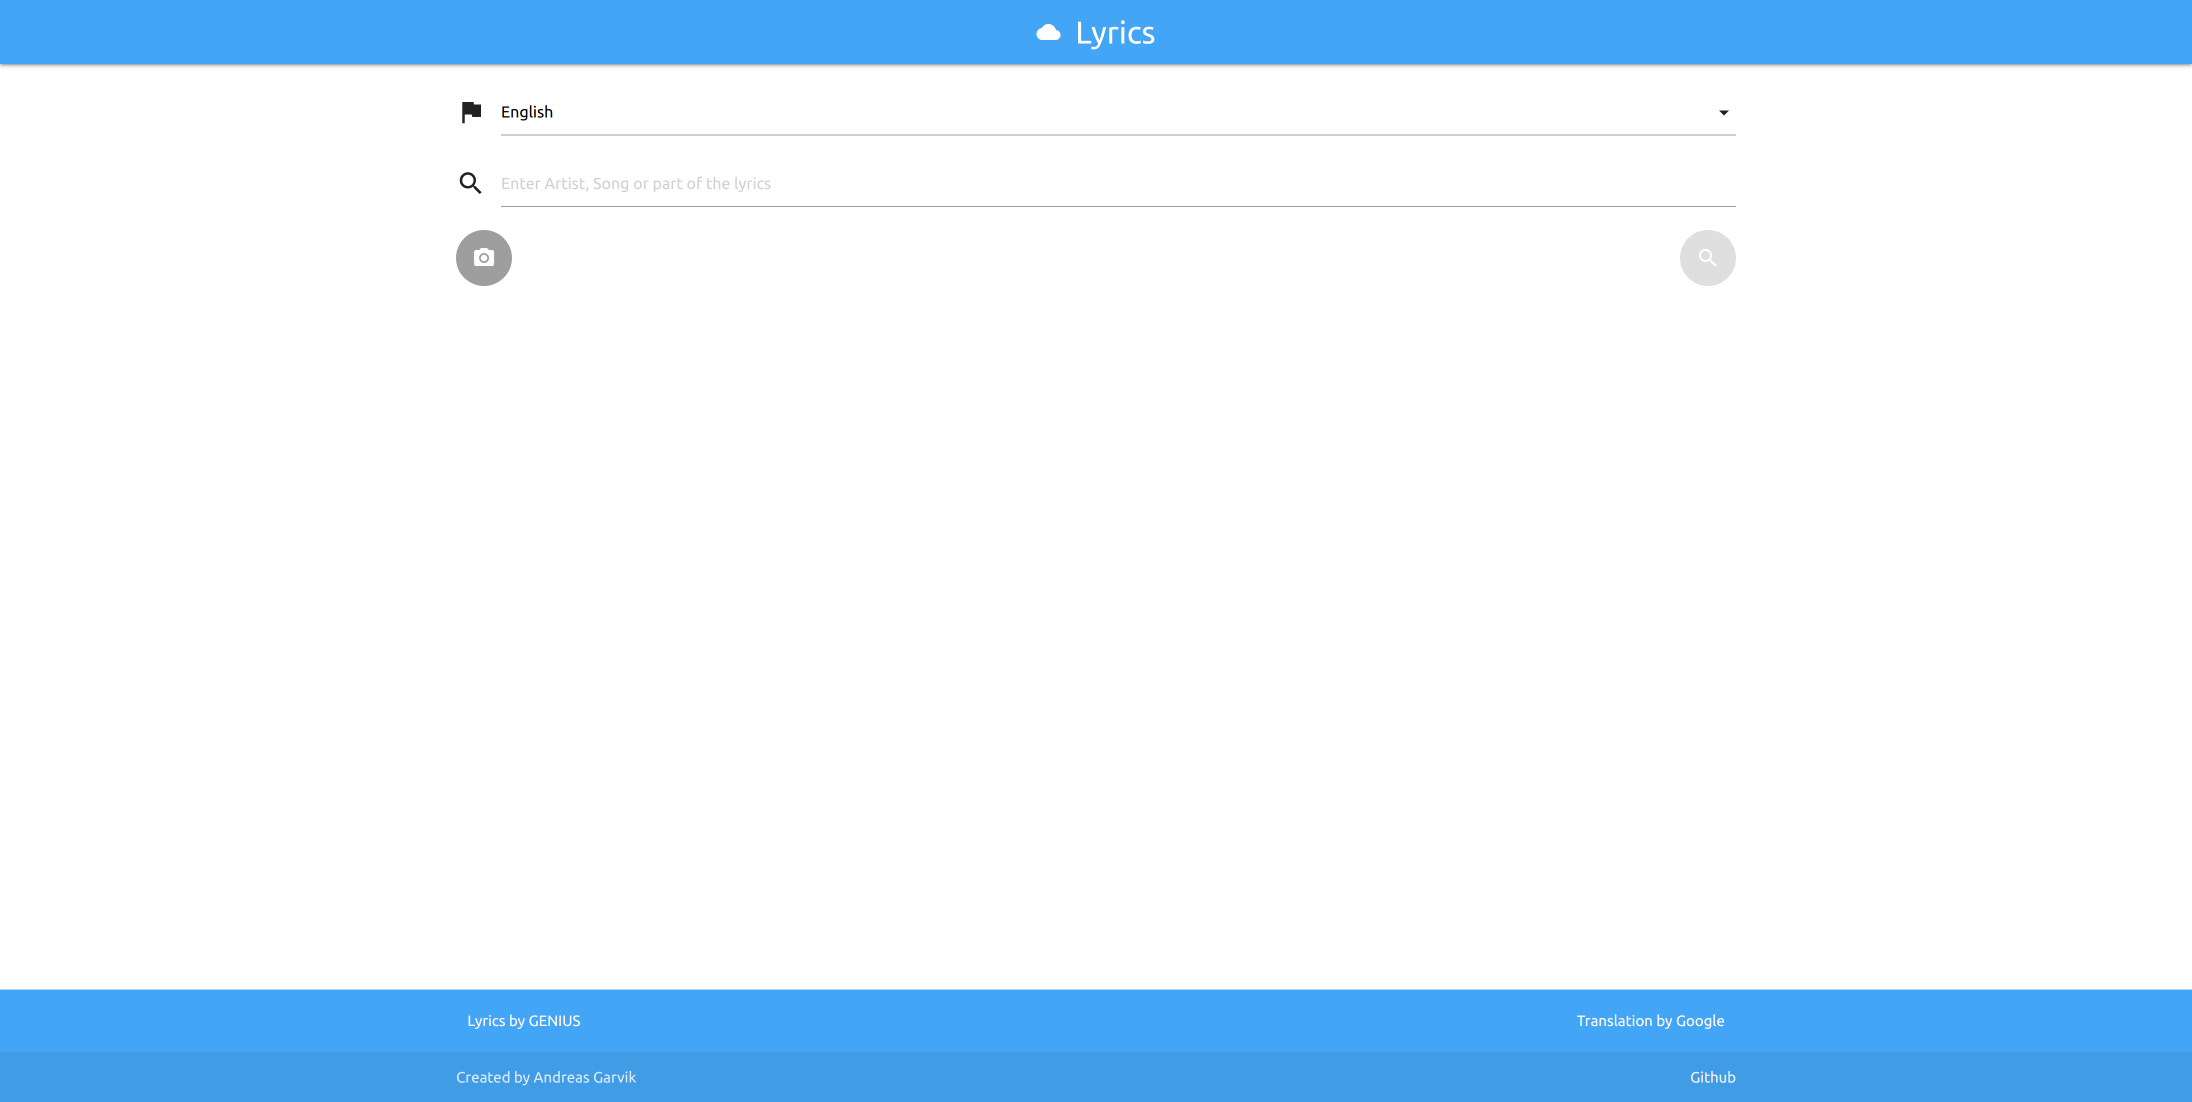 Lyrics
English
Enter Artist, Song or part of the lyrics
Lyrics by GENIUS
Translation by Google
Created by Andreas Garvik
Github